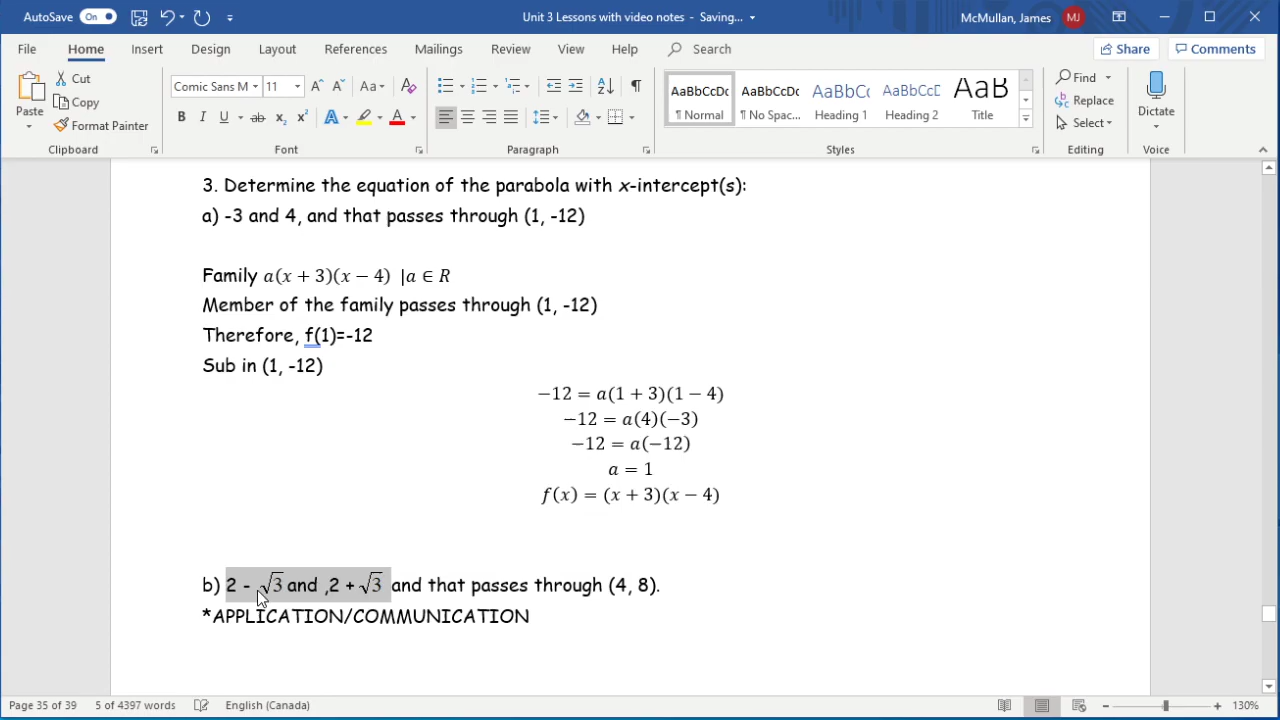 AutoSave On Unit 3 Lessons with video notes - Saving... McMullan, James MJ
File Home Insert Design Layout References Mailings Review View Help Search Share Comments
Paste Cut Copy Format Painter
Comic Sans M 11
AaBbCcDc AaBbCcDc AaBbCc AaBbCcD AaB
¶ Normal ¶ No Spac... Heading 1 Heading 2 Title
Find Replace Select
Dictate
Clipboard Font Paragraph Styles Editing Voice
3. Determine the equation of the parabola with x-intercept(s):
a) -3 and 4, and that passes through (1, -12)
Family a(x + 3)(x − 4) |a ∈ R
Member of the family passes through (1, -12)
Therefore, f(1)=-12
Sub in (1, -12)
−12 = a(1 + 3)(1 − 4)
−12 = a(4)(−3)
−12 = a(−12)
a = 1
f(x) = (x + 3)(x − 4)
b) 2 - √3 and ,2 + √3 and that passes through (4, 8).
*APPLICATION/COMMUNICATION
Page 35 of 39 5 of 4397 words English (Canada) 130%